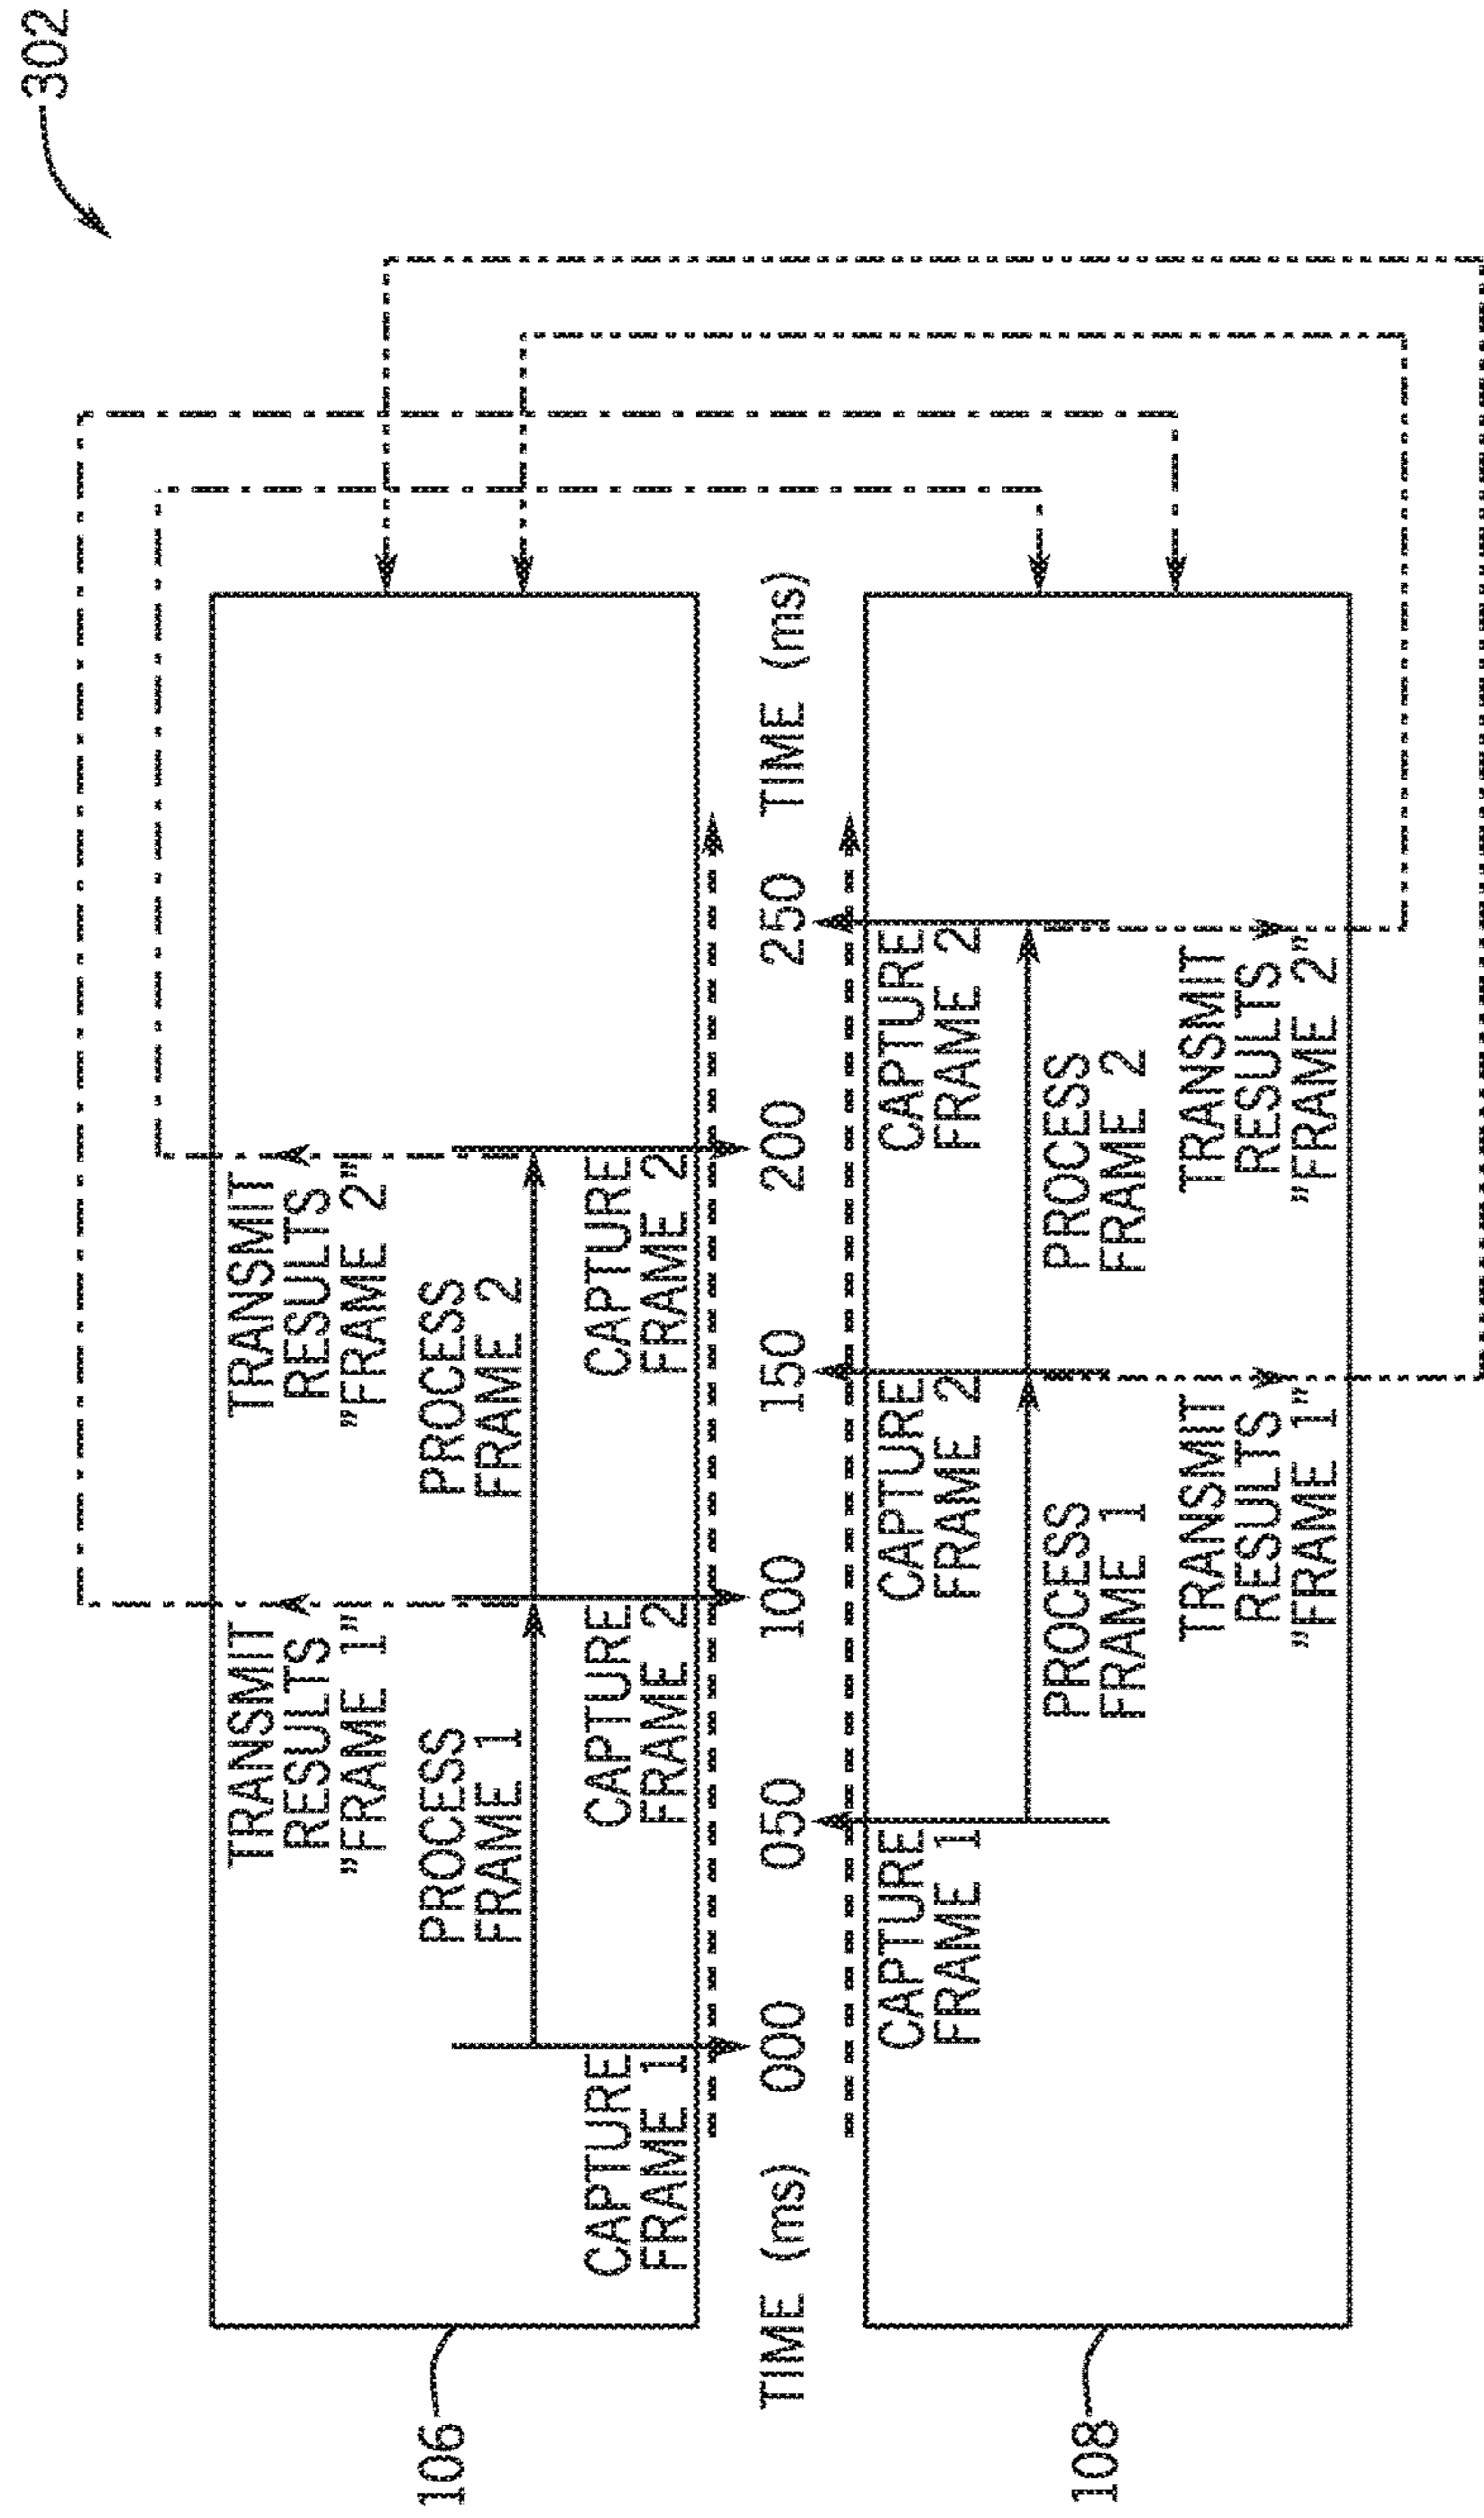 302
106
TRANSMIT
RESULTS
"FRAME 1"
TRANSMIT
RESULTS
"FRAME 2"
PROCESS
FRAME 1
PROCESS
FRAME 2
CAPTURE
FRAME 1
CAPTURE
FRAME 2
CAPTURE
FRAME 2
TIME (ms) 000 050 100 150 200 250 TIME (ms)
108
CAPTURE
FRAME 1
CAPTURE
FRAME 2
CAPTURE
FRAME 2
PROCESS
FRAME 1
PROCESS
FRAME 2
TRANSMIT
RESULTS
"FRAME 1"
TRANSMIT
RESULTS
"FRAME 2"